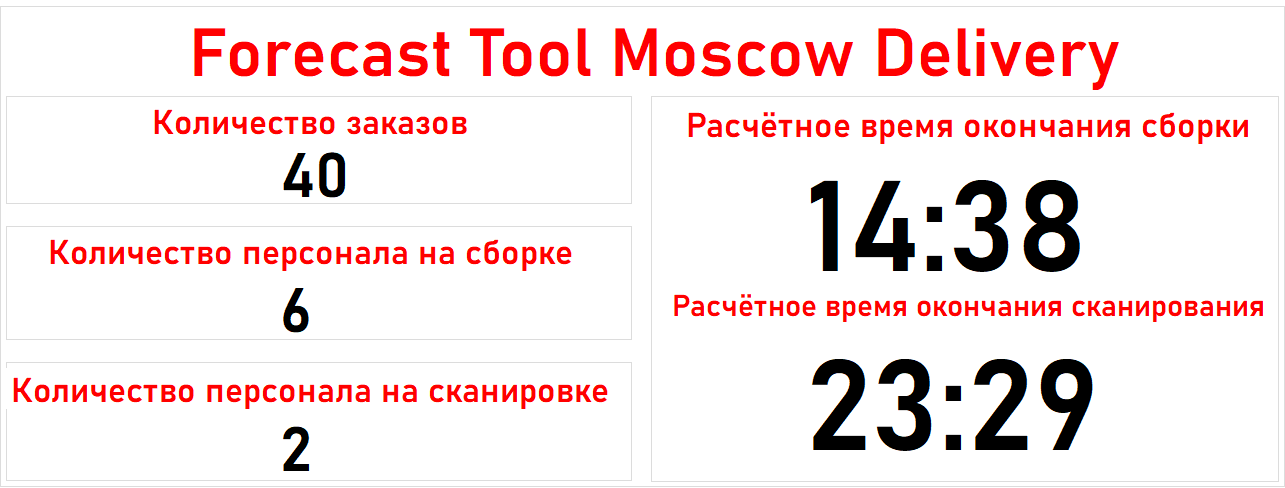 Forecast Tool Moscow Delivery
Количество заказов
40
Количество персонала на сборке
6
Количество персонала на сканировке
2
Расчётное время окончания сборки
14:38
Расчётное время окончания сканирования
23:29